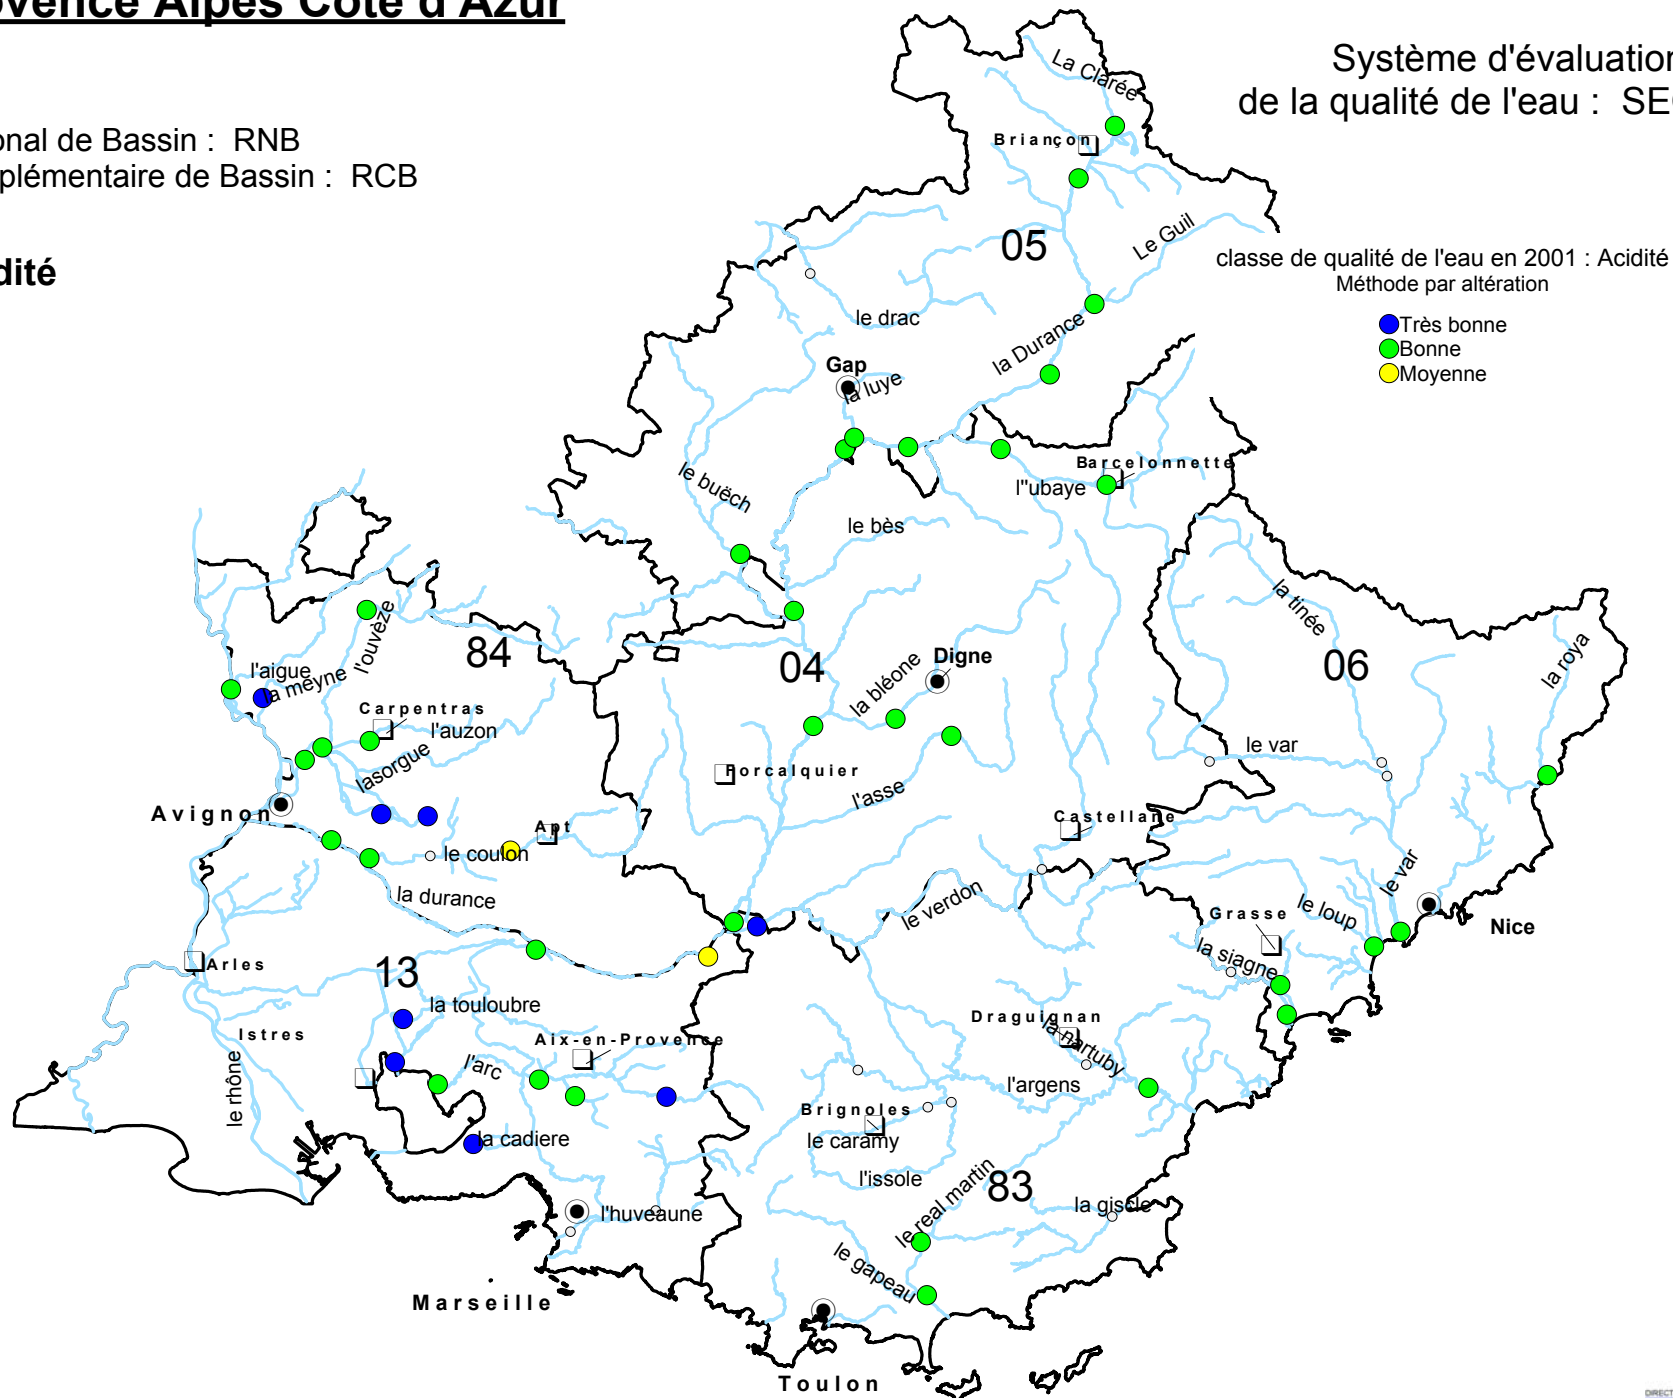 ovence Alpes Côte d'Azur
Système d'évaluation
de la qualité de l'eau : SE
onal de Bassin : RNB
plémentaire de Bassin : RCB
dité
classe de qualité de l'eau en 2001 : Acidité
Méthode par altération
Très bonne
Bonne
Moyenne
La Clarée
Briançon
05
Le Guil
le drac
la Durance
Gap
la luye
Barcelonnette
l''ubaye
le buëch
le bès
la tinée
l'ouvèze
84
04
la bléone
Digne
06
la roya
l'aigue
la meyne
Carpentras
l'auzon
lasorgue
le var
Forcalquier
l'asse
Avignon
Apt
Castellane
le coulon
la durance
le verdon
le var
Grasse
le loup
Nice
la siagne
Arles
13
la touloubre
Draguignan
la nartuby
Istres
Aix-en-Provence
l'arc
l'argens
le rhône
Brignoles
la cadiere
le caramy
l'issole
le real martin
83
la giscle
l'huveaune
le gapeau
Marseille
Toulon
DIRECT